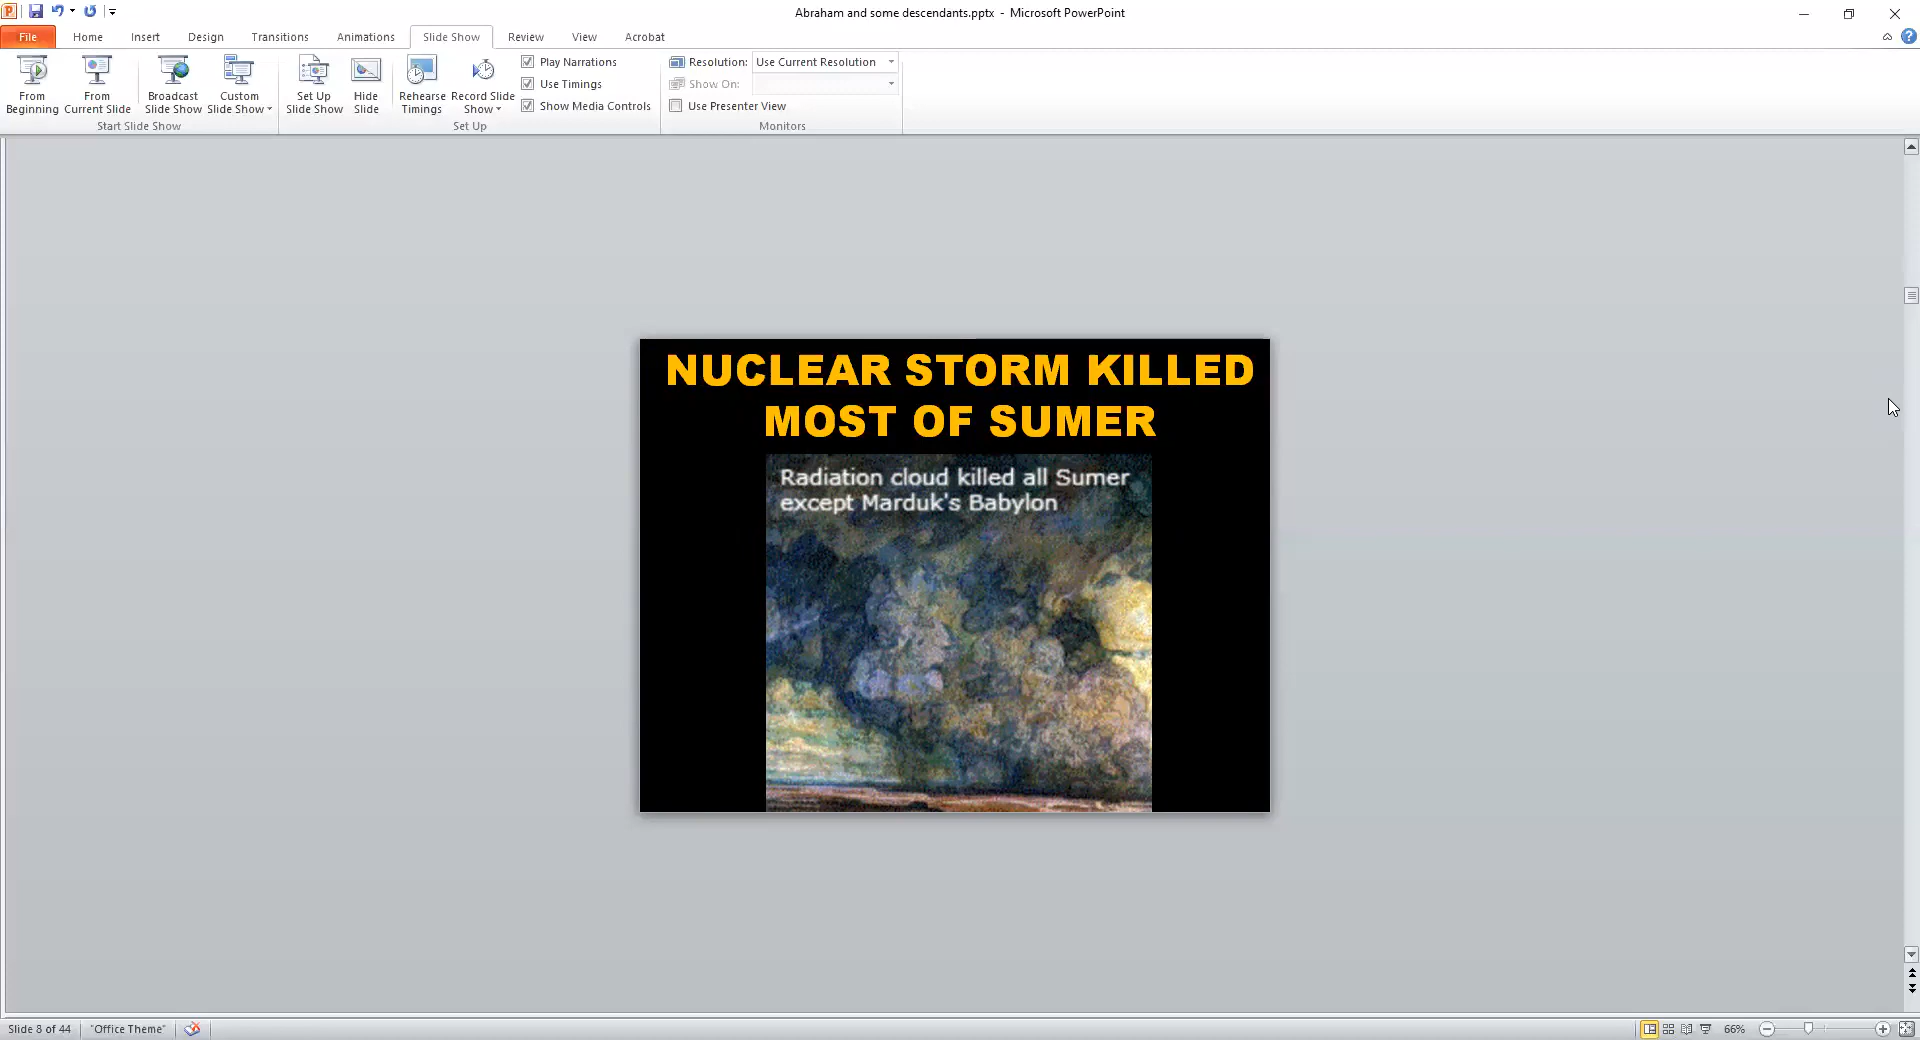 Abraham and some descendants.pptx - Microsoft PowerPoint
File Home Insert Design Transitions Animations Slide Show Review View Acrobat
From Beginning
From Current Slide
Broadcast Slide Show
Custom Slide Show
Set Up Slide Show
Hide Slide
Rehearse Timings
Record Slide Show
Play Narrations
Use Timings
Show Media Controls
Resolution: Use Current Resolution
Show On:
Use Presenter View
Start Slide Show
Set Up
Monitors
NUCLEAR STORM KILLED
MOST OF SUMER
Radiation cloud killed all Sumer
except Marduk's Babylon
Slide 8 of 44 "Office Theme" 66%